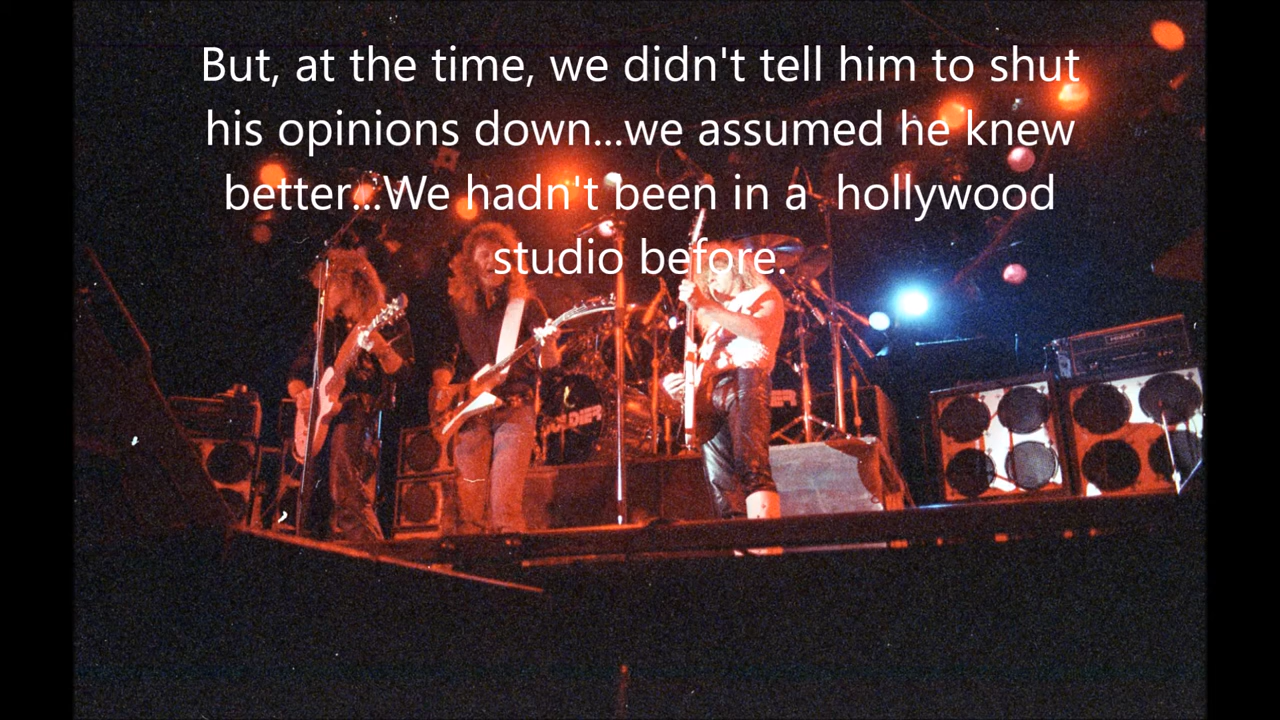 But, at the time, we didn't tell him to shut
his opinions down...we assumed he knew
better...We hadn't been in a  hollywood
studio before.